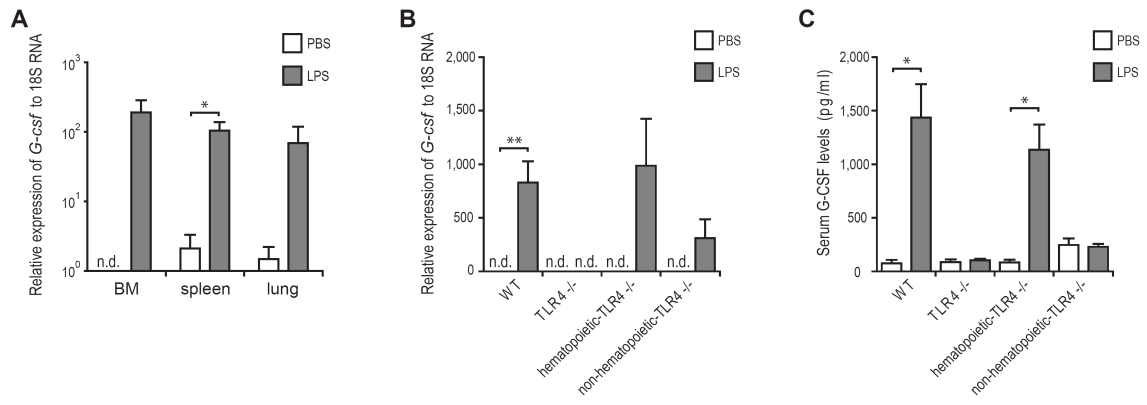 A
Relative expression of G-csf to 18S RNA
PBS
LPS
10³
10²
10¹
10⁰
*
n.d.
BM
spleen
lung
B
Relative expression of G-csf to 18S RNA
PBS
LPS
2,000
1,500
1,000
500
0
**
n.d.
n.d.
n.d.
n.d.
n.d.
WT
TLR4-/-
hematopoietic-TLR4-/-
non-hematopoietic-TLR4-/-
C
Serum G-CSF levels (pg/ml)
PBS
LPS
2,000
1,500
1,000
500
0
*
*
WT
TLR4-/-
hematopoietic-TLR4-/-
non-hematopoietic-TLR4-/-